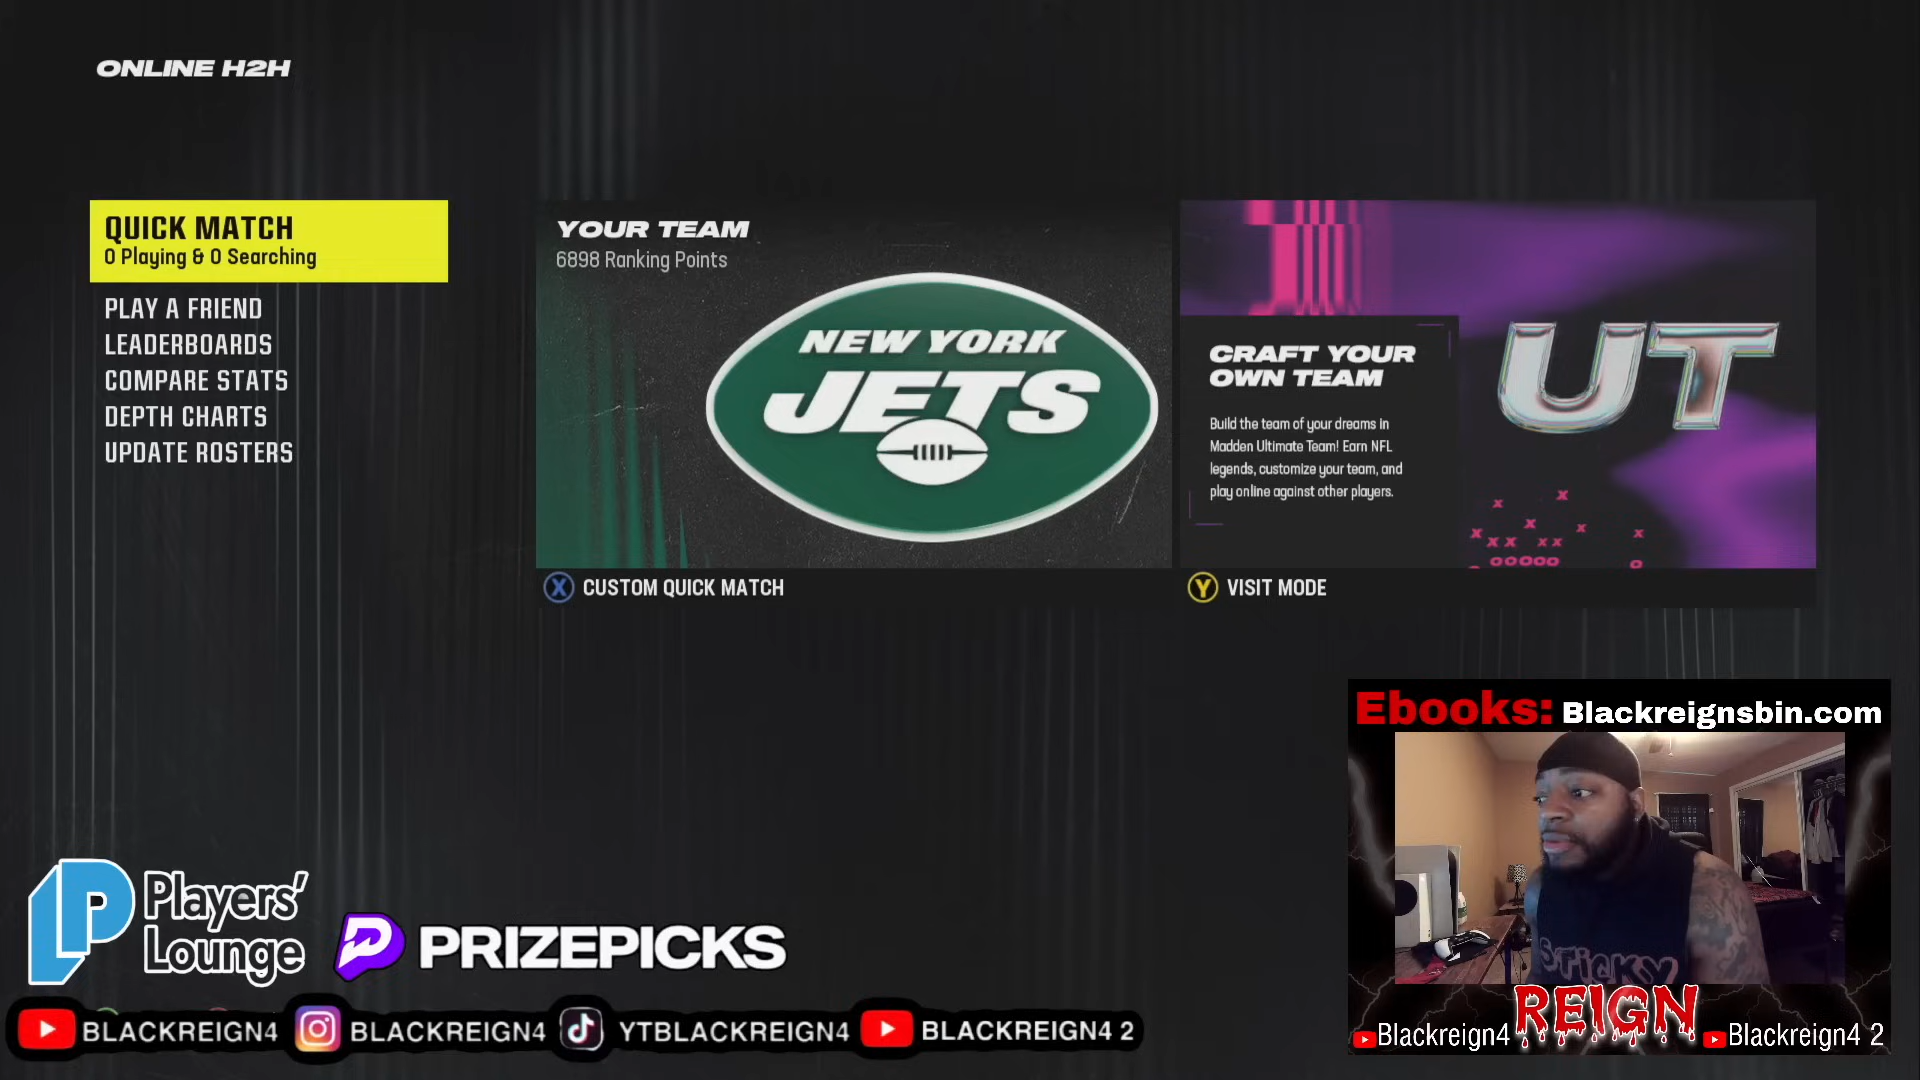 ONLINE H2H
QUICK MATCH
0 Playing & 0 Searching
PLAY A FRIEND
LEADERBOARDS
COMPARE STATS
DEPTH CHARTS
UPDATE ROSTERS
YOUR TEAM
6898 Ranking Points
NEW YORK
JETS
X CUSTOM QUICK MATCH
CRAFT YOUR
OWN TEAM
Build the team of your dreams in
Madden Ultimate Team! Earn NFL
legends, customize your team, and
play online against other players.
UT
Y VISIT MODE
Ebooks: Blackreignsbin.com
STICKY
REIGN
Blackreign4
Blackreign4 2
LP
Players'
Lounge
PRIZEPICKS
BLACKREIGN4
BLACKREIGN4
YTBLACKREIGN4
BLACKREIGN4 2